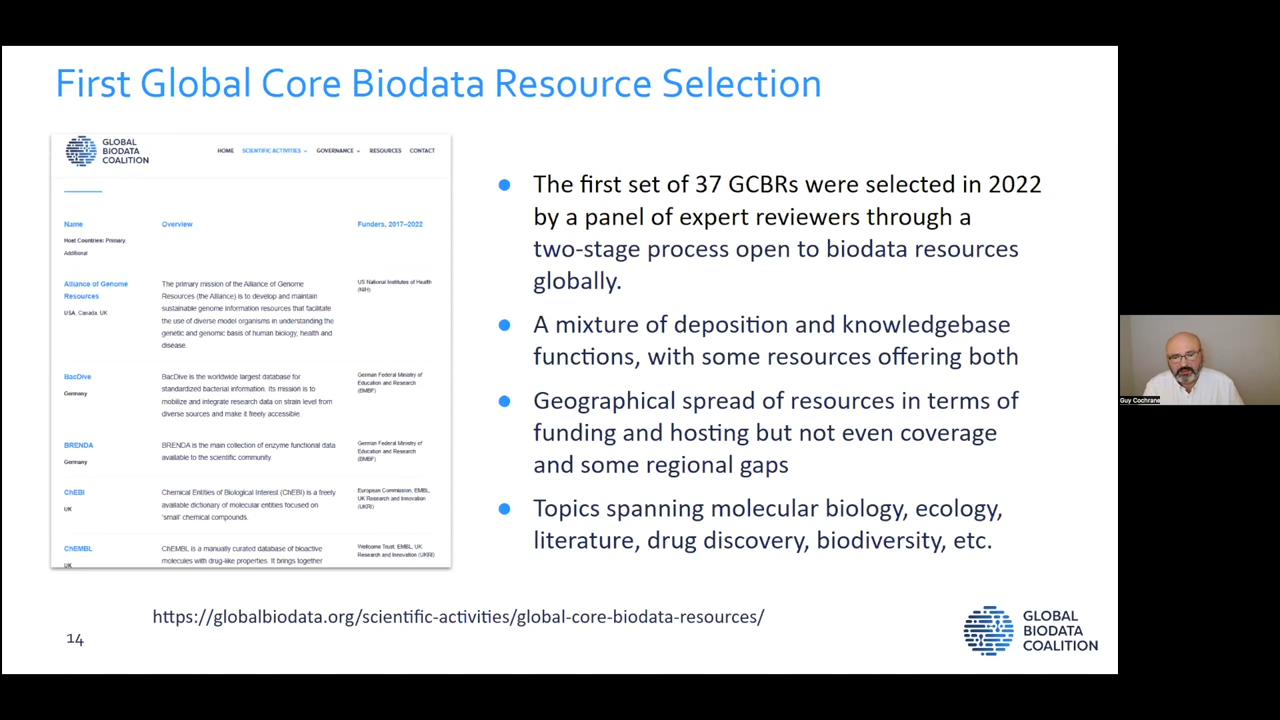 First Global Core Biodata Resource Selection
GLOBAL
BIODATA
COALITION
HOME SCIENTIFIC ACTIVITIES GOVERNANCE RESOURCES CONTACT
Name Overview Funders, 2017–2022
Host Countries: Primary,
Additional
Alliance of Genome
Resources
USA, Canada, UK
The primary mission of the Alliance of Genome
Resources (the Alliance) is to develop and maintain
sustainable genome information resources that facilitate
the use of diverse model organisms in understanding the
genetic and genomic basis of human biology, health and
disease.
US National Institutes of Health
(NIH)
BacDive
Germany
BacDive is the worldwide largest database for
standardized bacterial information. Its mission is to
mobilize and integrate research data on strain level from
diverse sources and make it freely accessible.
German Federal Ministry of
Education and Research
(BMBF)
BRENDA
Germany
BRENDA is the main collection of enzyme functional data
available to the scientific community.
German Federal Ministry of
Education and Research
(BMBF)
ChEBI
UK
Chemical Entities of Biological Interest (ChEBI) is a freely
available dictionary of molecular entities focused on
'small' chemical compounds.
European Commission, EMBL,
UK Research and Innovation
(UKRI)
ChEMBL
UK
ChEMBL is a manually curated database of bioactive
molecules with drug-like properties. It brings together
Wellcome Trust, EMBL, UK
Research and Innovation (UKRI)
The first set of 37 GCBRs were selected in 2022
by a panel of expert reviewers through a
two-stage process open to biodata resources
globally.
A mixture of deposition and knowledgebase
functions, with some resources offering both
Geographical spread of resources in terms of
funding and hosting but not even coverage
and some regional gaps
Topics spanning molecular biology, ecology,
literature, drug discovery, biodiversity, etc.
https://globalbiodata.org/scientific-activities/global-core-biodata-resources/
14
GLOBAL
BIODATA
COALITION
Guy Cochrane